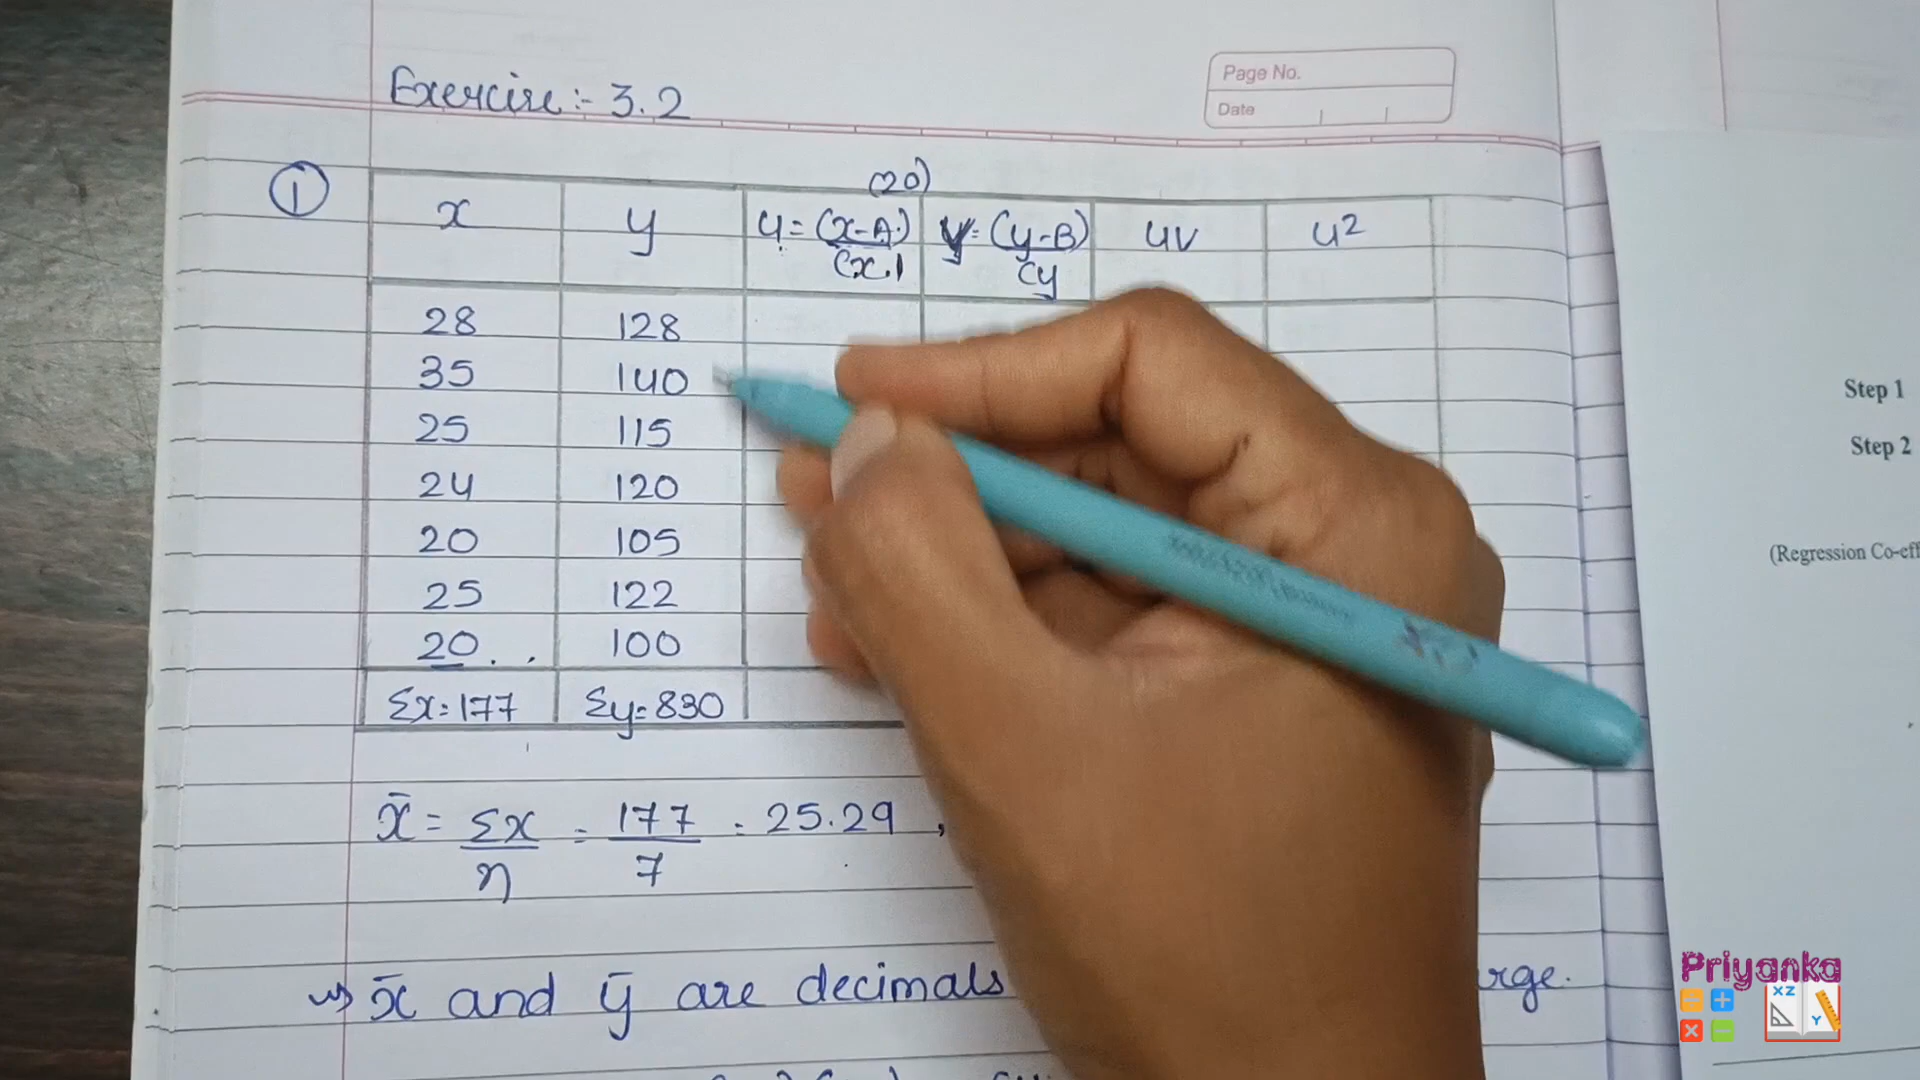 Exercise:- 3.2
Page No.
Date
(20)
① x y u = (x-A) v = (y-B) uv u²
Cx.1 Cy
28 128
35 140
25 115
24 120
20 105
25 122
20 100
Σx=177 Σy=830
x̄ = Σx = 177 = 25.29 ,
n 7
x̄ and ȳ are decimals
Step 1
Step 2
(Regression Co-eff
Priyanka
XZ
Y